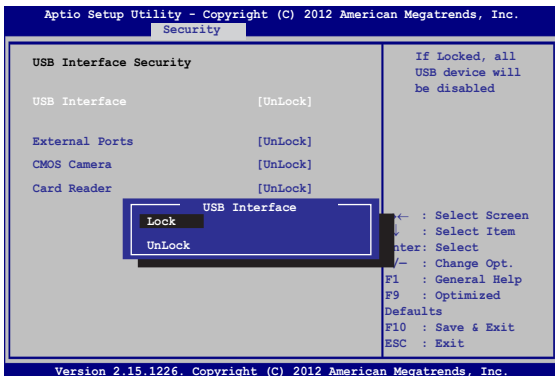 Aptio Setup Utility - Copyright (C) 2012 American Megatrends, Inc.
Security
USB Interface Security
USB Interface [UnLock]
External Ports [UnLock]
CMOS Camera [UnLock]
Card Reader [UnLock]
USB Interface
Lock
UnLock
If Locked, all
USB device will
be disabled
← : Select Screen
↓ : Select Item
nter: Select
/— : Change Opt.
F1 : General Help
F9 : Optimized
Defaults
F10 : Save & Exit
ESC : Exit
Version 2.15.1226. Copyright (C) 2012 American Megatrends, Inc.